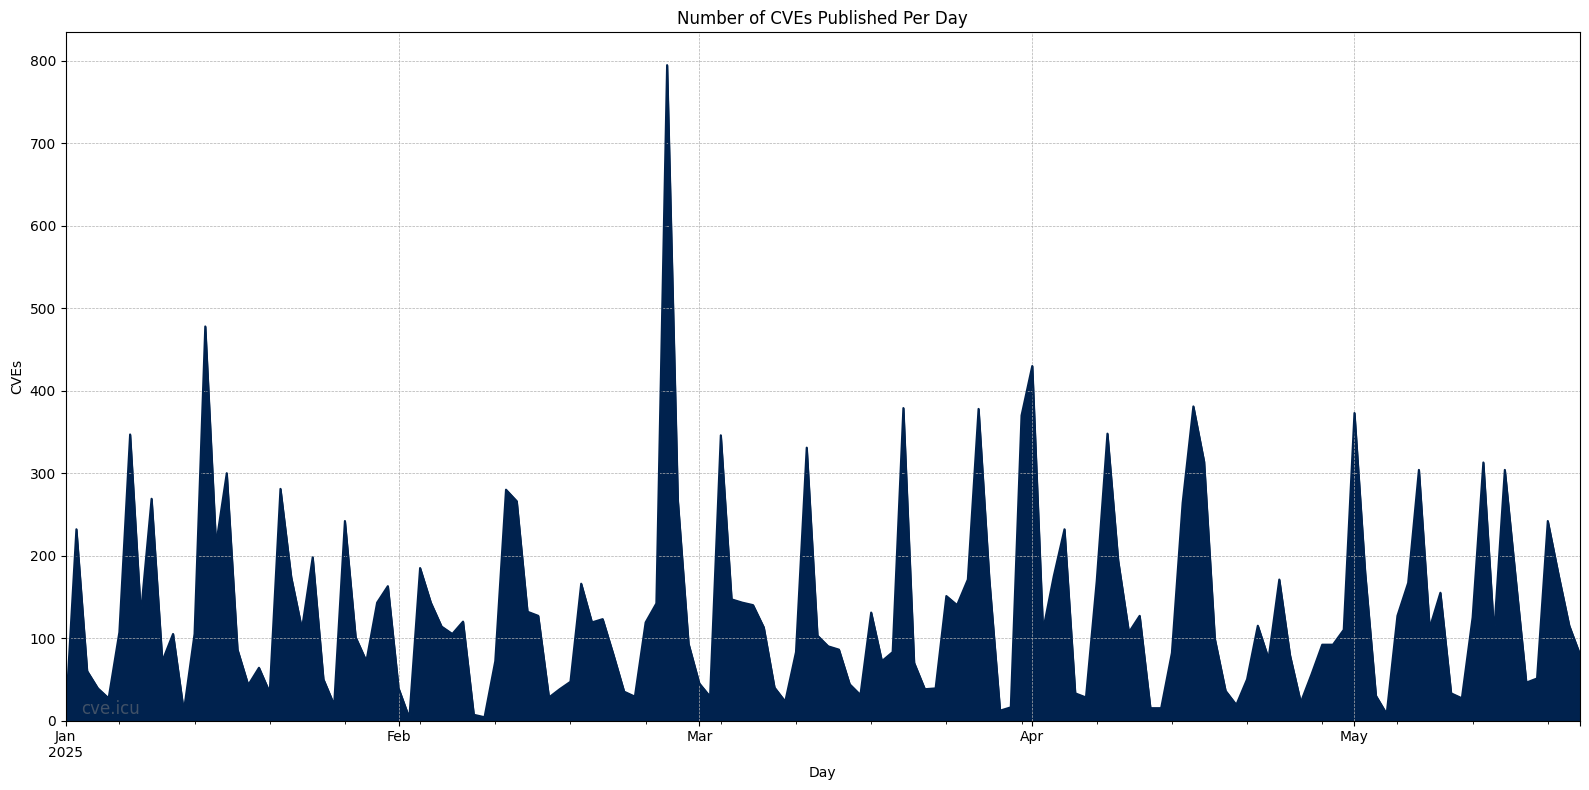 Number of CVEs Published Per Day
800
700
600
500
400
300
200
100
0
CVEs
cve.icu
Jan
2025
Feb
Mar
Apr
May
Day